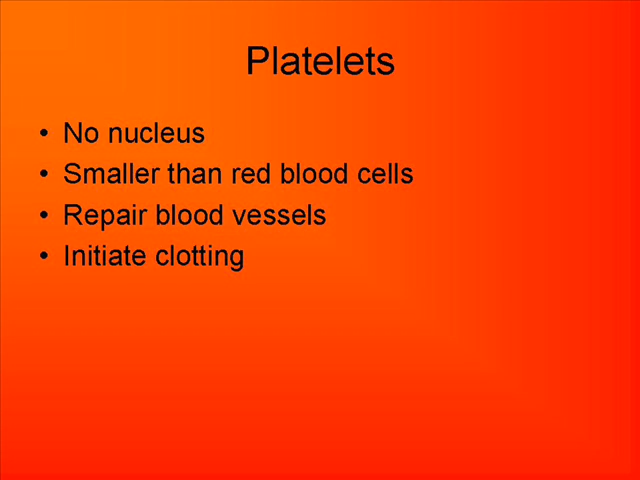 Platelets
• No nucleus
• Smaller than red blood cells
• Repair blood vessels
• Initiate clotting